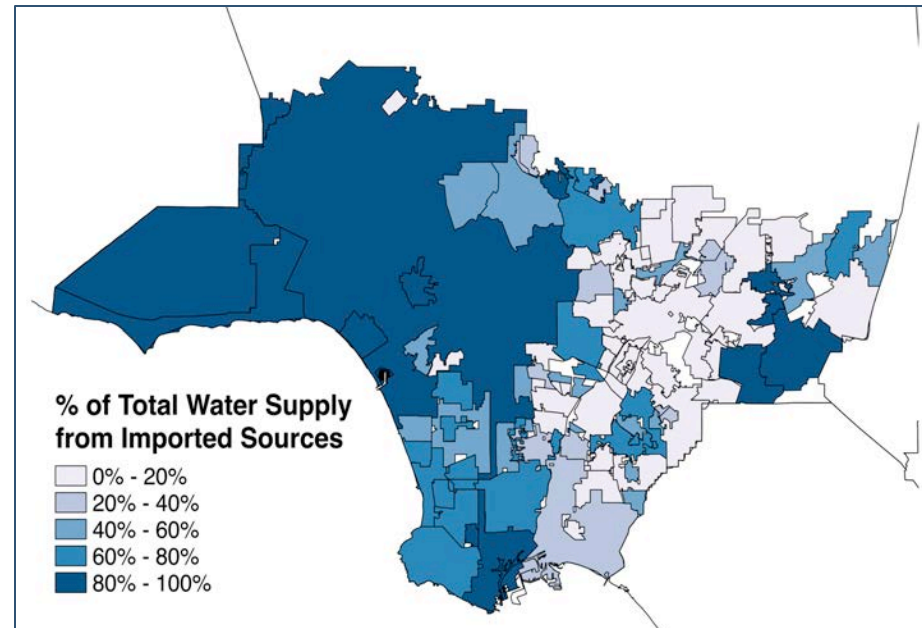 % of Total Water Supply
from Imported Sources
0% - 20%
20% - 40%
40% - 60%
60% - 80%
80% - 100%